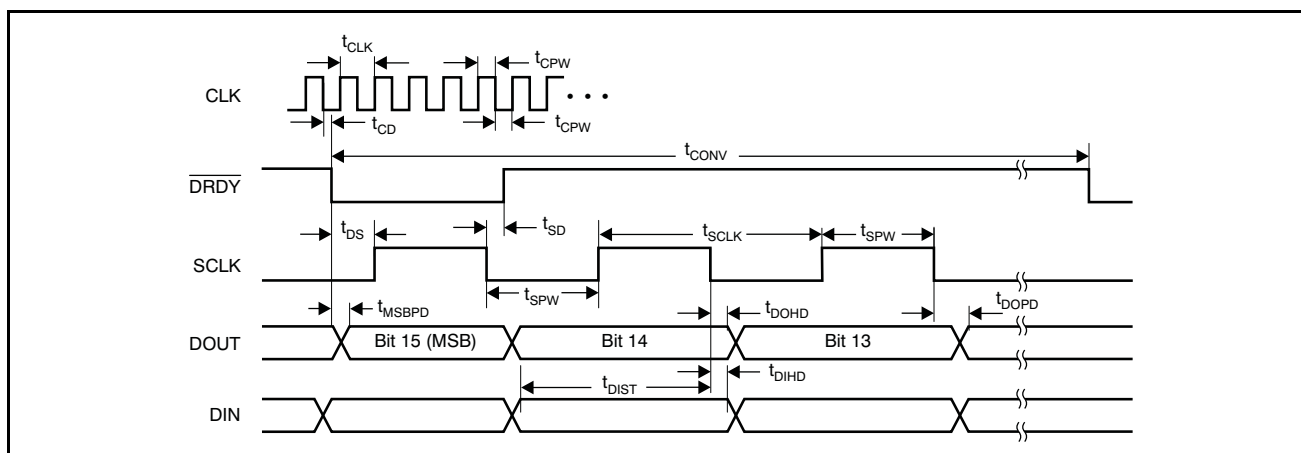 tCLK
tCPW
CLK
• • •
tCD
tCPW
tCONV
DRDY
tDS
tSD
tSCLK
tSPW
SCLK
tSPW
tMSBPD
tDOHD
tDOPD
DOUT
Bit 15 (MSB)
Bit 14
Bit 13
tDIST
tDIHD
DIN